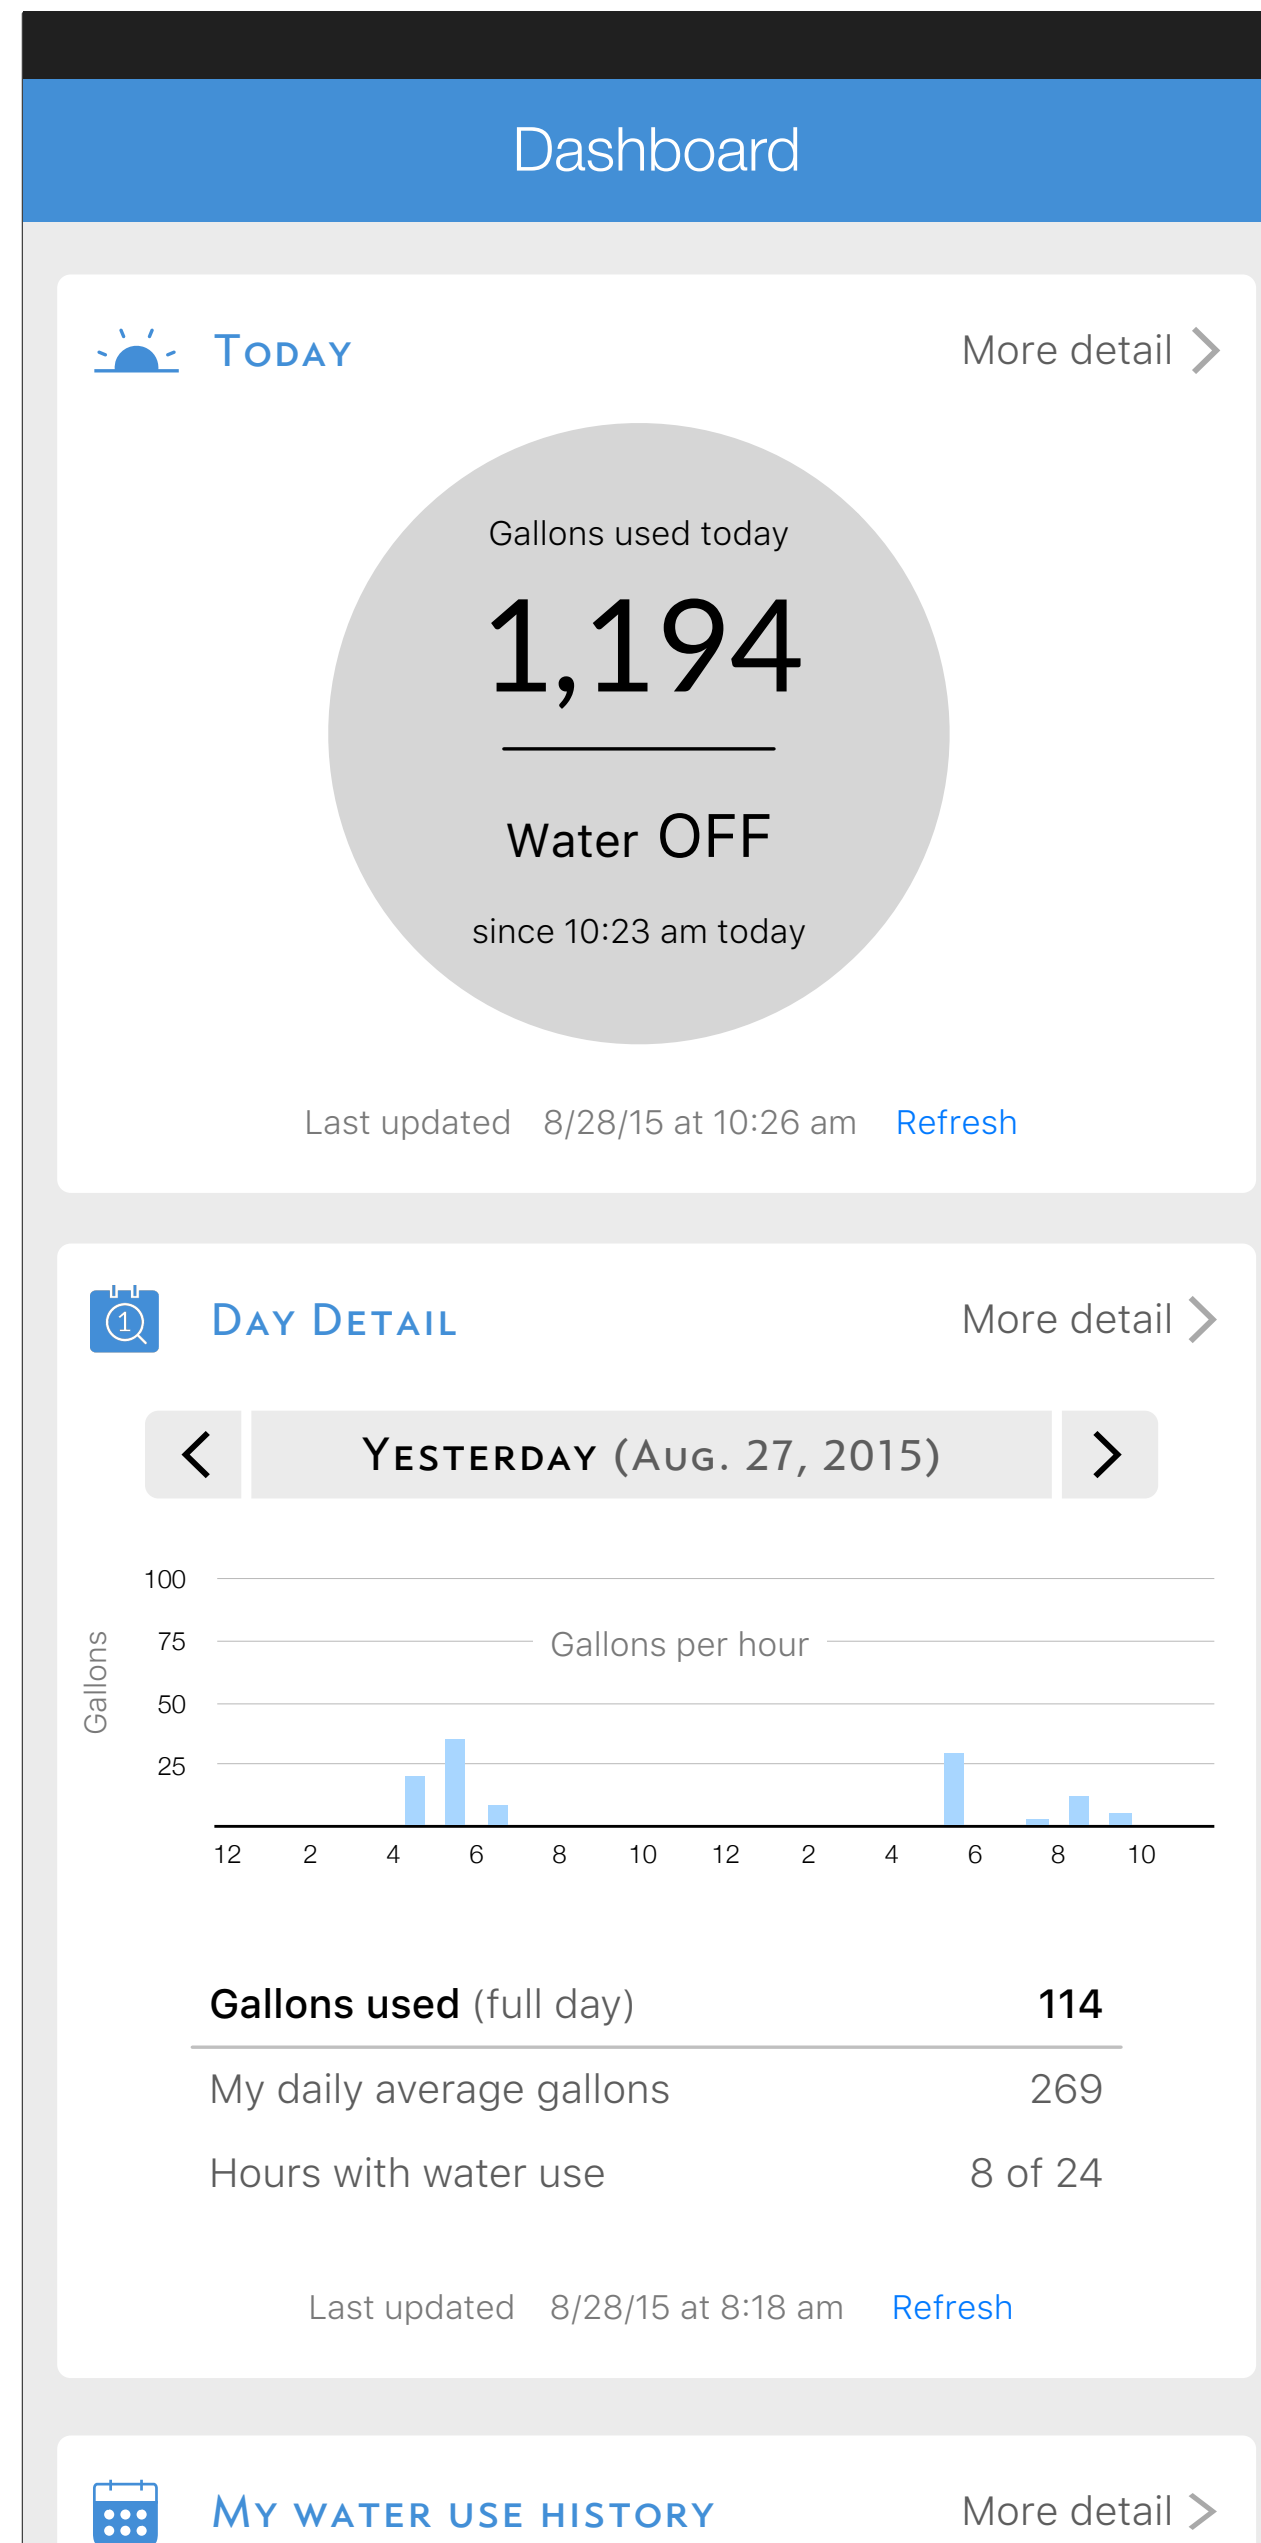 Dashboard
TODAY More detail
Gallons used today
1,194
Water OFF
since 10:23 am today
Last updated 8/28/15 at 10:26 am Refresh
1
DAY DETAIL More detail
YESTERDAY (AUG. 27, 2015)
100
75 Gallons per hour
Gallons
50
25
12 2 4 6 8 10 12 2 4 6 8 10
Gallons used (full day) 114
My daily average gallons 269
Hours with water use 8 of 24
Last updated 8/28/15 at 8:18 am Refresh
MY WATER USE HISTORY More detail